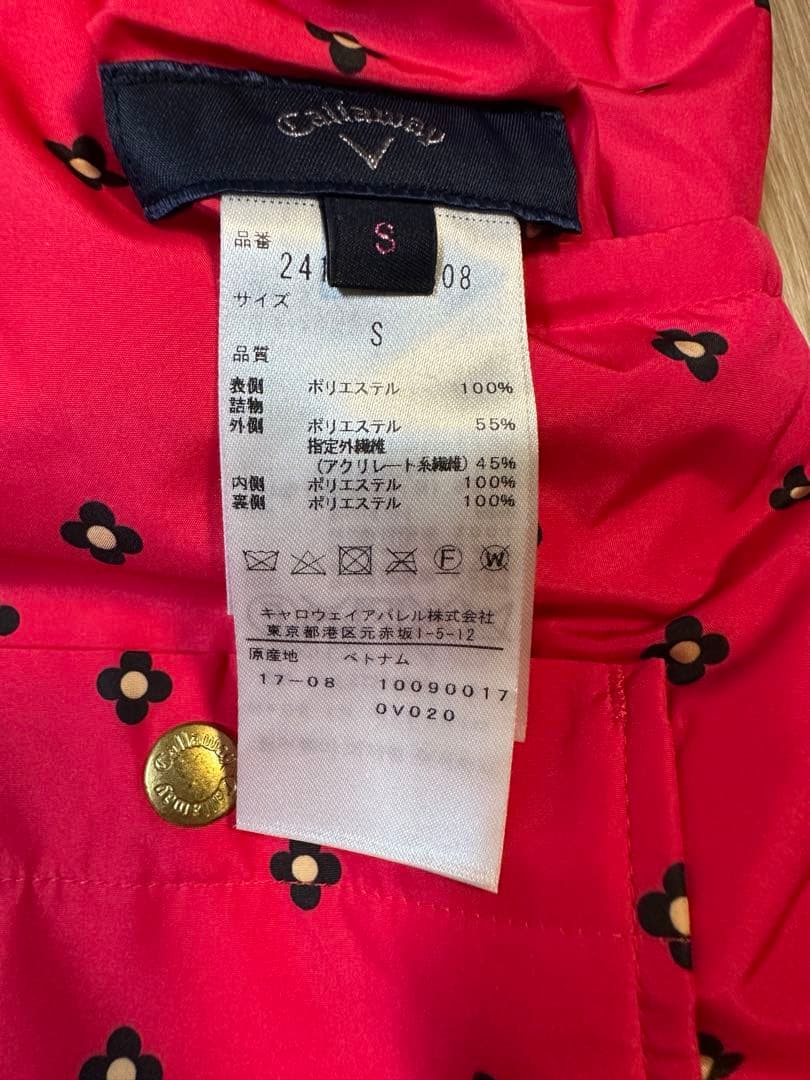 Callaway
S
品番
241 08
サイズ
S
品質
表側 ポリエステル 100%
詰物
外側 ポリエステル 55%
指定外繊維
(アクリレート系繊維) 45%
内側 ポリエステル 100%
裏側 ポリエステル 100%
F W
キャロウェイアパレル株式会社
東京都港区元赤坂1-5-12
原産地 ベトナム
17-08 10090017
0V020
Callaway
Callaway